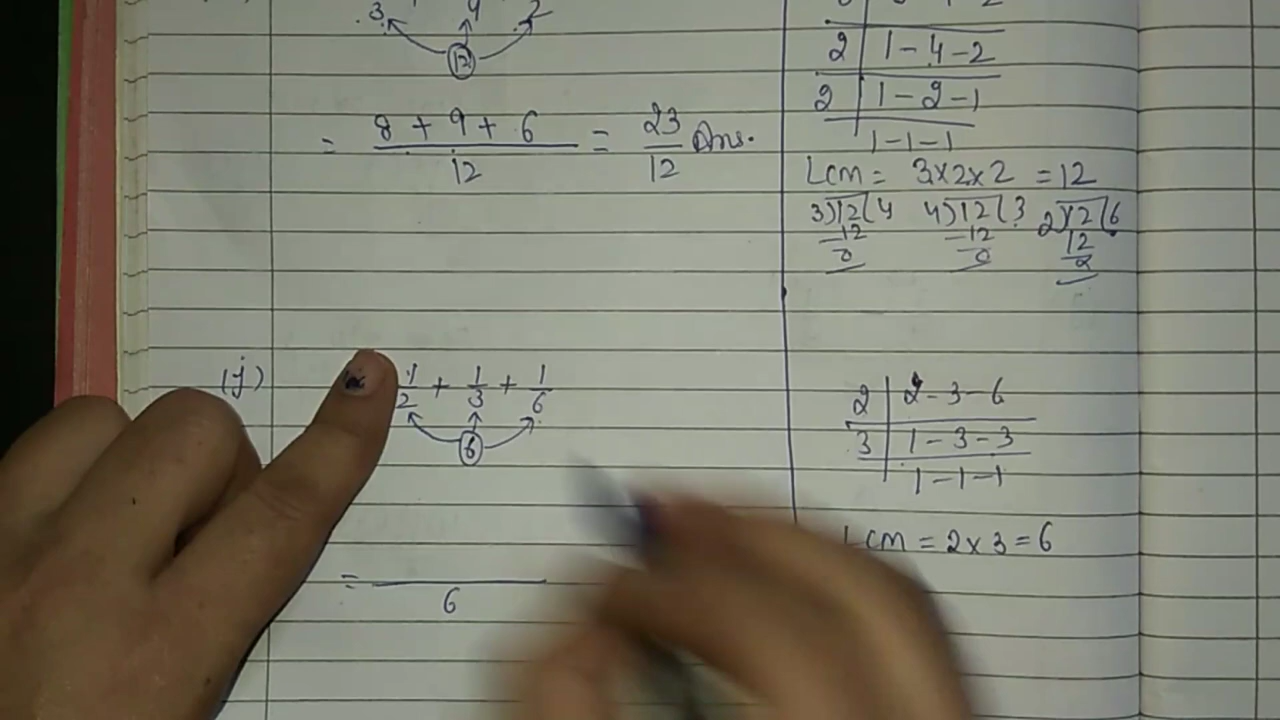 3 4 2
12
= 8 + 9 + 6 / 12 = 23 / 12 Ans.
2 | 1 - 4 - 2
2 | 1 - 2 - 1
1 - 1 - 1
Lcm = 3x2x2 = 12
3)12(4 4)12(3 2)12(6
-12 -12 12
0 0 2
(j) 1/2 + 1/3 + 1/6
6
= / 6
2 | 2 - 3 - 6
3 | 1 - 3 - 3
1 - 1 - 1
Lcm = 2 x 3 = 6